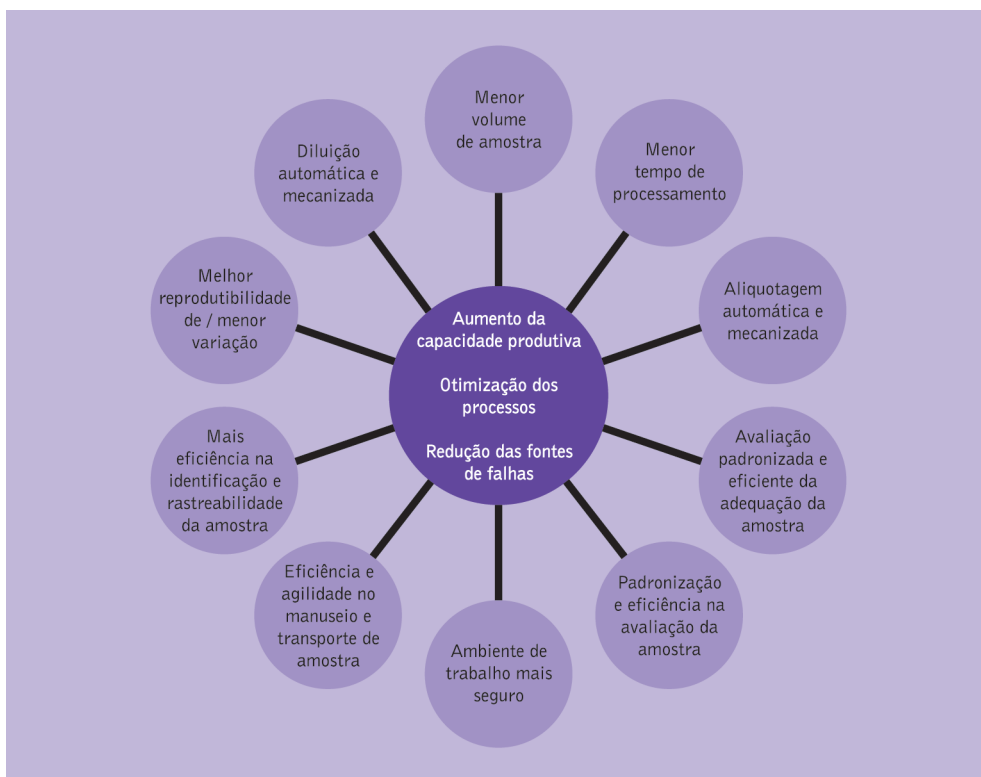 Menor
volume
de amostra
Menor
tempo de
processamento
Aliquotagem
automática e
mecanizada
Avaliação
padronizada e
eficiente da
adequação da
amostra
Padronização
e eficiência na
avaliação da
amostra
Ambiente de
trabalho mais
seguro
Eficiência e
agilidade no
manuseio e
transporte de
amostra
Mais
eficiência na
identificação e
rastreabilidade
da amostra
Melhor
reprodutibilidade
de / menor
variação
Diluição
automática e
mecanizada
Aumento da
capacidade produtiva
Otimização dos
processos
Redução das fontes
de falhas